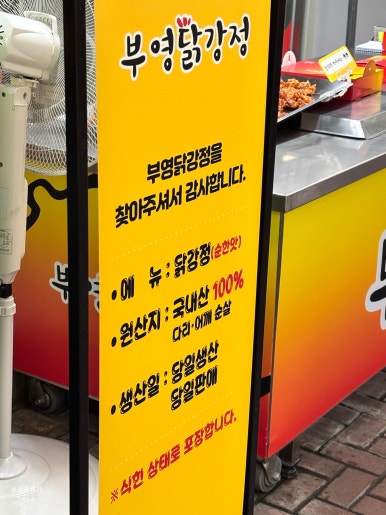 부영닭강정
부영닭강정을
찾아주셔서 감사합니다.
• 메 뉴 : 닭강정(순한맛)
• 원산지 : 국내산 100%
다리·어깨 순살
• 생산일 : 당일생산
당일판매
※식힌 상태로 포장합니다.
부영